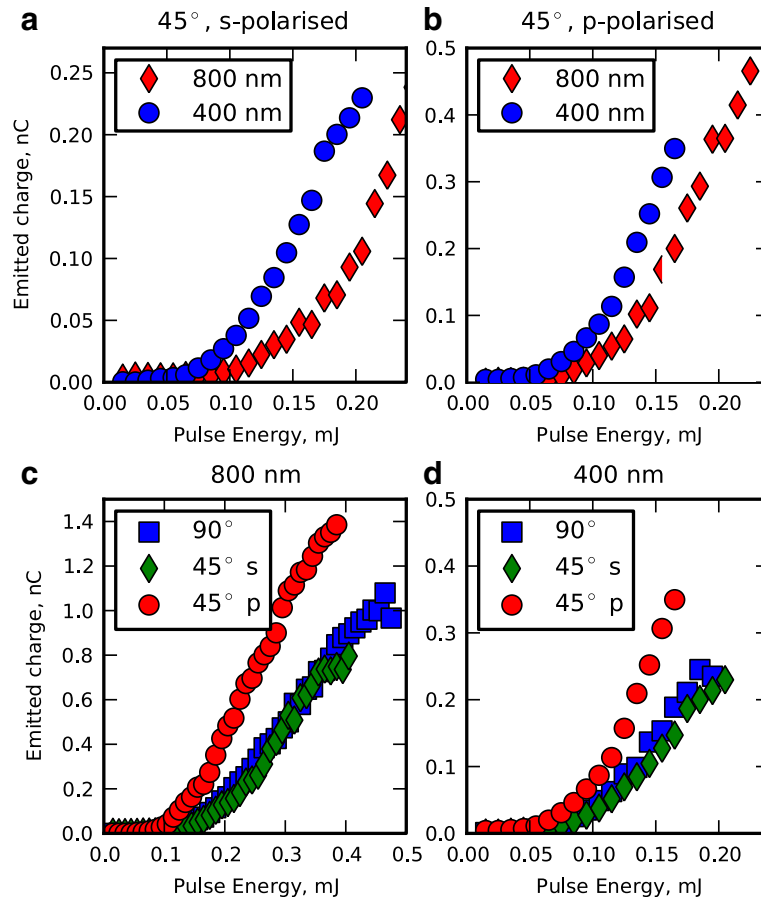 a
45°, s-polarised
800 nm
400 nm
Emitted charge, nC
0.25
0.20
0.15
0.10
0.05
0.00
0.00
0.05
0.10
0.15
0.20
Pulse Energy, mJ
b
45°, p-polarised
800 nm
400 nm
0.5
0.4
0.3
0.2
0.1
0.0
0.00
0.05
0.10
0.15
0.20
Pulse Energy, mJ
c
800 nm
90°
45° s
45° p
Emitted charge, nC
1.4
1.2
1.0
0.8
0.6
0.4
0.2
0.0
0.0
0.1
0.2
0.3
0.4
0.5
Pulse Energy, mJ
d
400 nm
90°
45° s
45° p
0.5
0.4
0.3
0.2
0.1
0.0
0.00
0.05
0.10
0.15
0.20
Pulse Energy, mJ